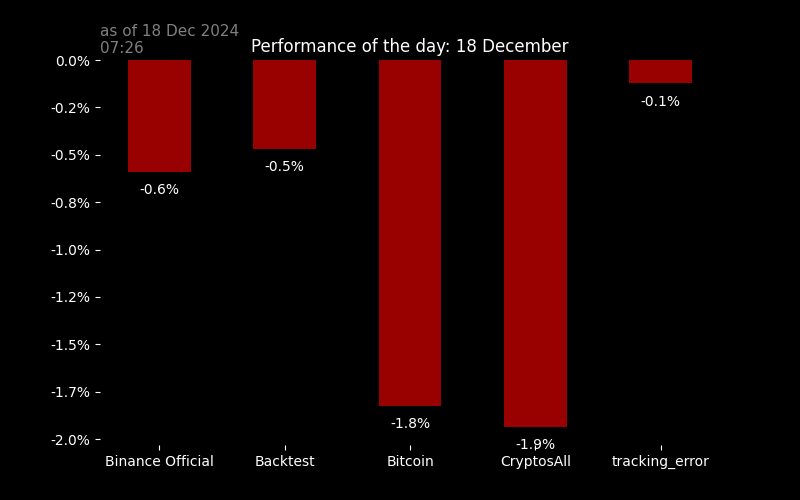 as of 18 Dec 2024
07:26
Performance of the day: 18 December
0.0%
-0.2%
-0.5%
-0.8%
-1.0%
-1.2%
-1.5%
-1.7%
-2.0%
-0.6%
-0.5%
-1.8%
-1.9%
-0.1%
Binance Official
Backtest
Bitcoin
CryptosAll
tracking_error